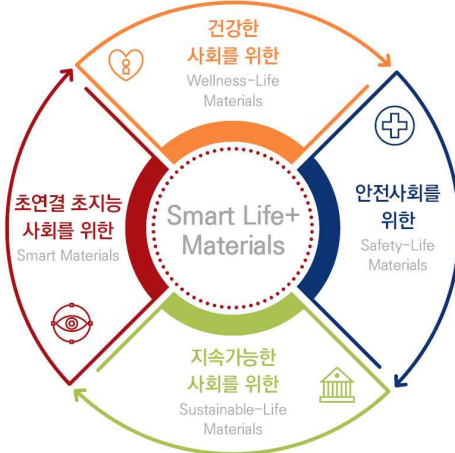 건강한
사회를 위한
Wellness-Life
Materials
초연결 초지능
사회를 위한
Smart Materials
Smart Life+
Materials
안전사회를
위한
Safety-Life
Materials
지속가능한
사회를 위한
Sustainable-Life
Materials